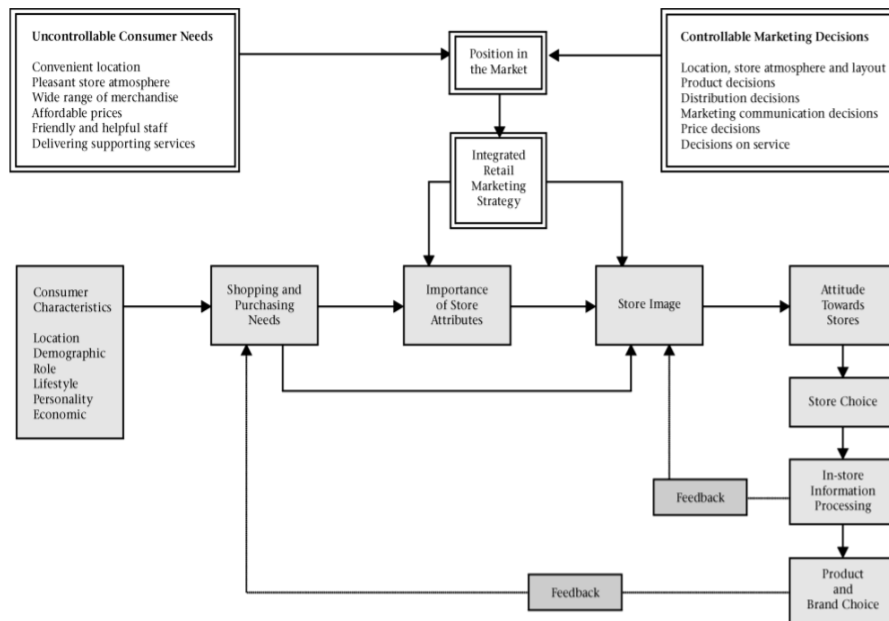 Uncontrollable Consumer Needs
Convenient location
Pleasant store atmosphere
Wide range of merchandise
Affordable prices
Friendly and helpful staff
Delivering supporting services
Position in
the Market
Controllable Marketing Decisions
Location, store atmosphere and layout
Product decisions
Distribution decisions
Marketing communication decisions
Price decisions
Decisions on service
Integrated
Retail
Marketing
Strategy
Consumer
Characteristics
Location
Demographic
Role
Lifestyle
Personality
Economic
Shopping and
Purchasing
Needs
Importance
of Store
Attributes
Store Image
Attitude
Towards
Stores
Store Choice
In-store
Information
Processing
Feedback
Product
and
Brand Choice
Feedback